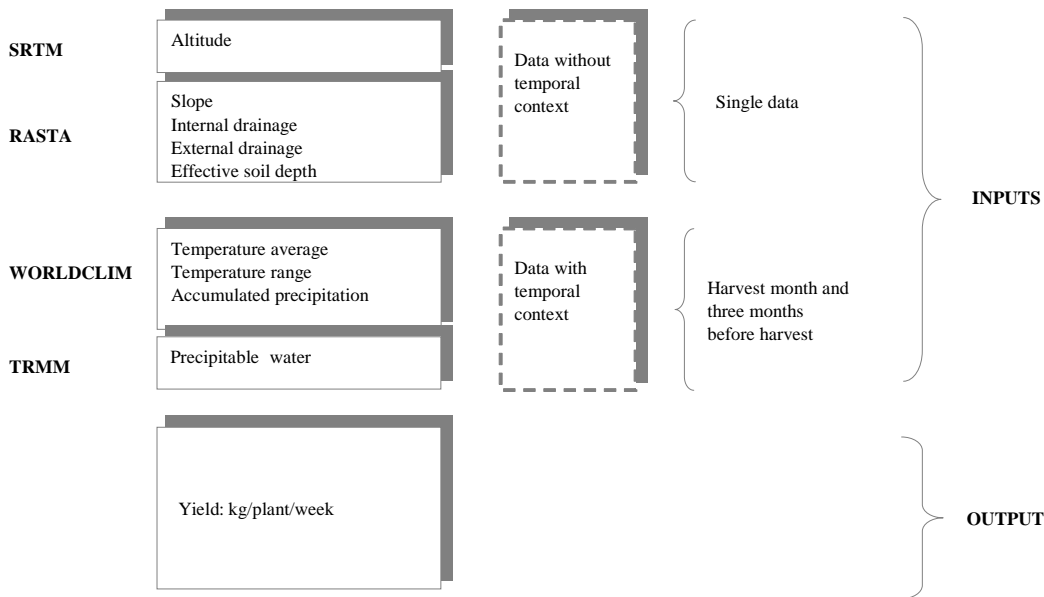 SRTM
Altitude
RASTA
Slope
Internal drainage
External drainage
Effective soil depth
Data without
temporal
context
Single data
WORLDCLIM
Temperature average
Temperature range
Accumulated precipitation
TRMM
Precipitable water
Data with
temporal
context
Harvest month and
three months
before harvest
INPUTS
Yield: kg/plant/week
OUTPUT